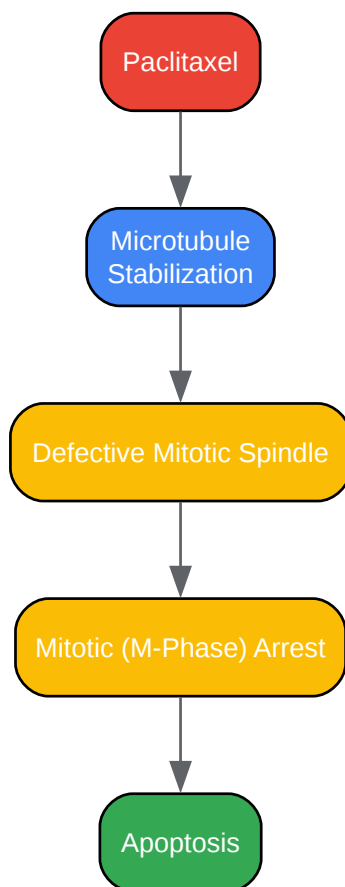 Paclitaxel
Microtubule
Stabilization
Defective Mitotic Spindle
Mitotic (M-Phase) Arrest
Apoptosis